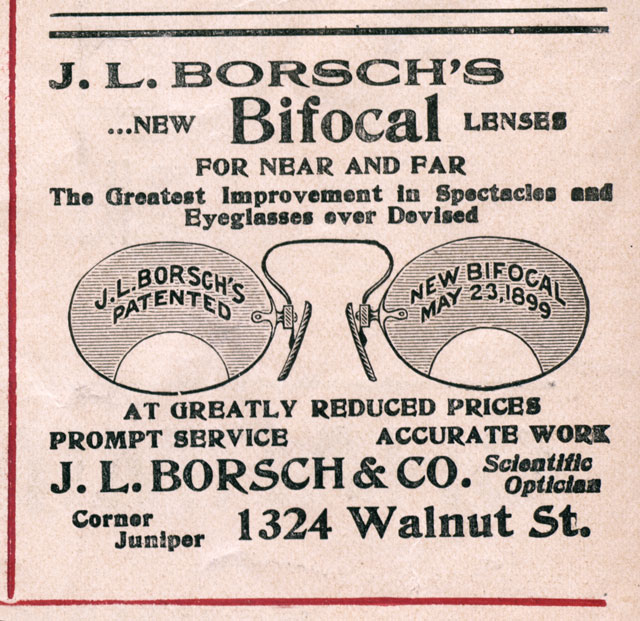 J. L. BORSCH'S
...NEW Bifocal LENSES
FOR NEAR AND FAR
The Greatest Improvement in Spectacles and
Eyeglasses ever Devised
J. L. BORSCH'S
PATENTED
NEW BIFOCAL
MAY 23, 1899
AT GREATLY REDUCED PRICES
PROMPT SERVICE ACCURATE WORK
J. L. BORSCH & CO. Scientific
Optician
Corner
Juniper 1324 Walnut St.